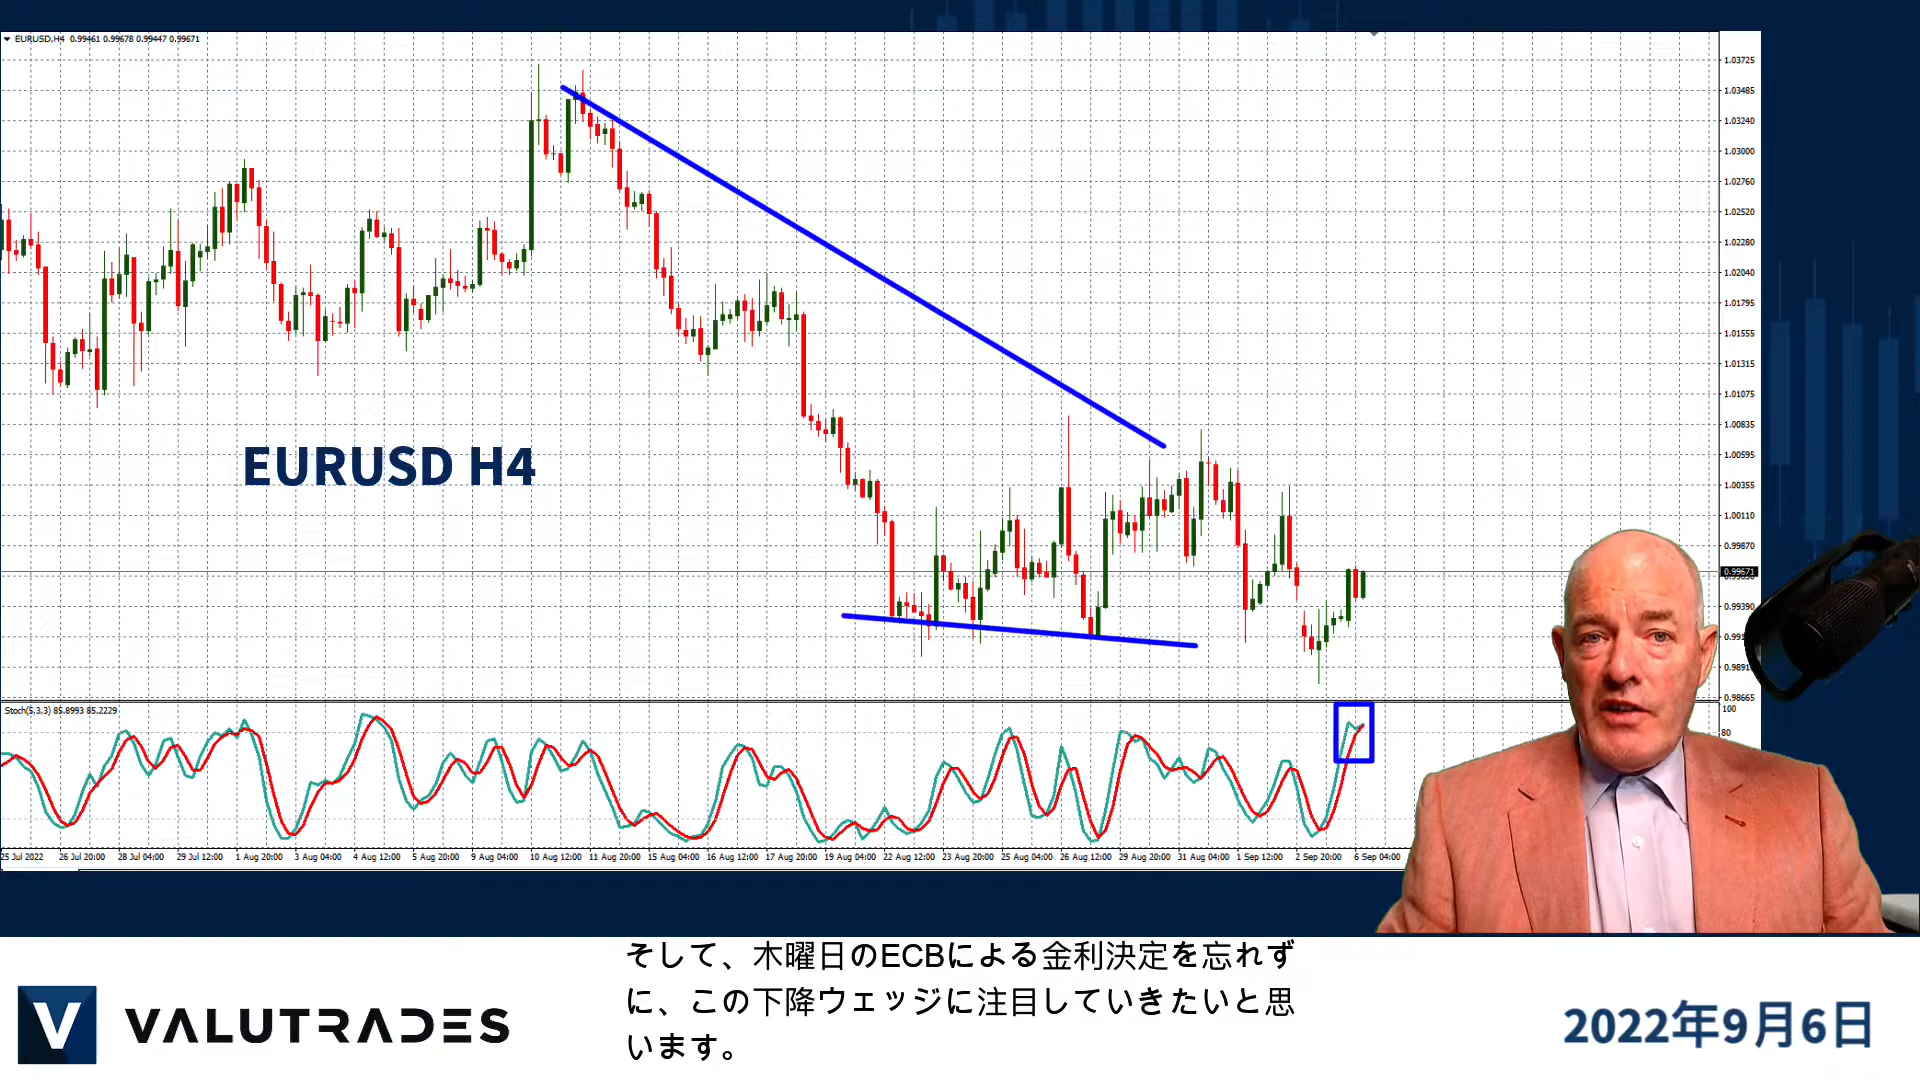 EURUSD,H4 0.99461 0.99678 0.99447 0.99671
1.03725
1.03485
1.03240
1.03000
1.02760
1.02520
1.02280
1.02040
1.01795
1.01555
1.01315
1.01075
1.00835
1.00595
1.00355
1.00110
0.99870
0.99671
0.99390
0.98665
EURUSD H4
Stoch(5,3,3) 85.8993 85.2229
100
80
25 Jul 2022 26 Jul 20:00 28 Jul 04:00 29 Jul 12:00 1 Aug 20:00 3 Aug 04:00 4 Aug 12:00 5 Aug 20:00 9 Aug 04:00 10 Aug 12:00 11 Aug 20:00 15 Aug 04:00 16 Aug 12:00 17 Aug 20:00 19 Aug 04:00 22 Aug 12:00 23 Aug 20:00 25 Aug 04:00 26 Aug 12:00 29 Aug 20:00 31 Aug 04:00 1 Sep 12:00 2 Sep 20:00 6 Sep 04:00
そして、木曜日のECBによる金利決定を忘れず
に、この下降ウェッジに注目していきたいと思
います。
VALUTRADES
2022年9月6日